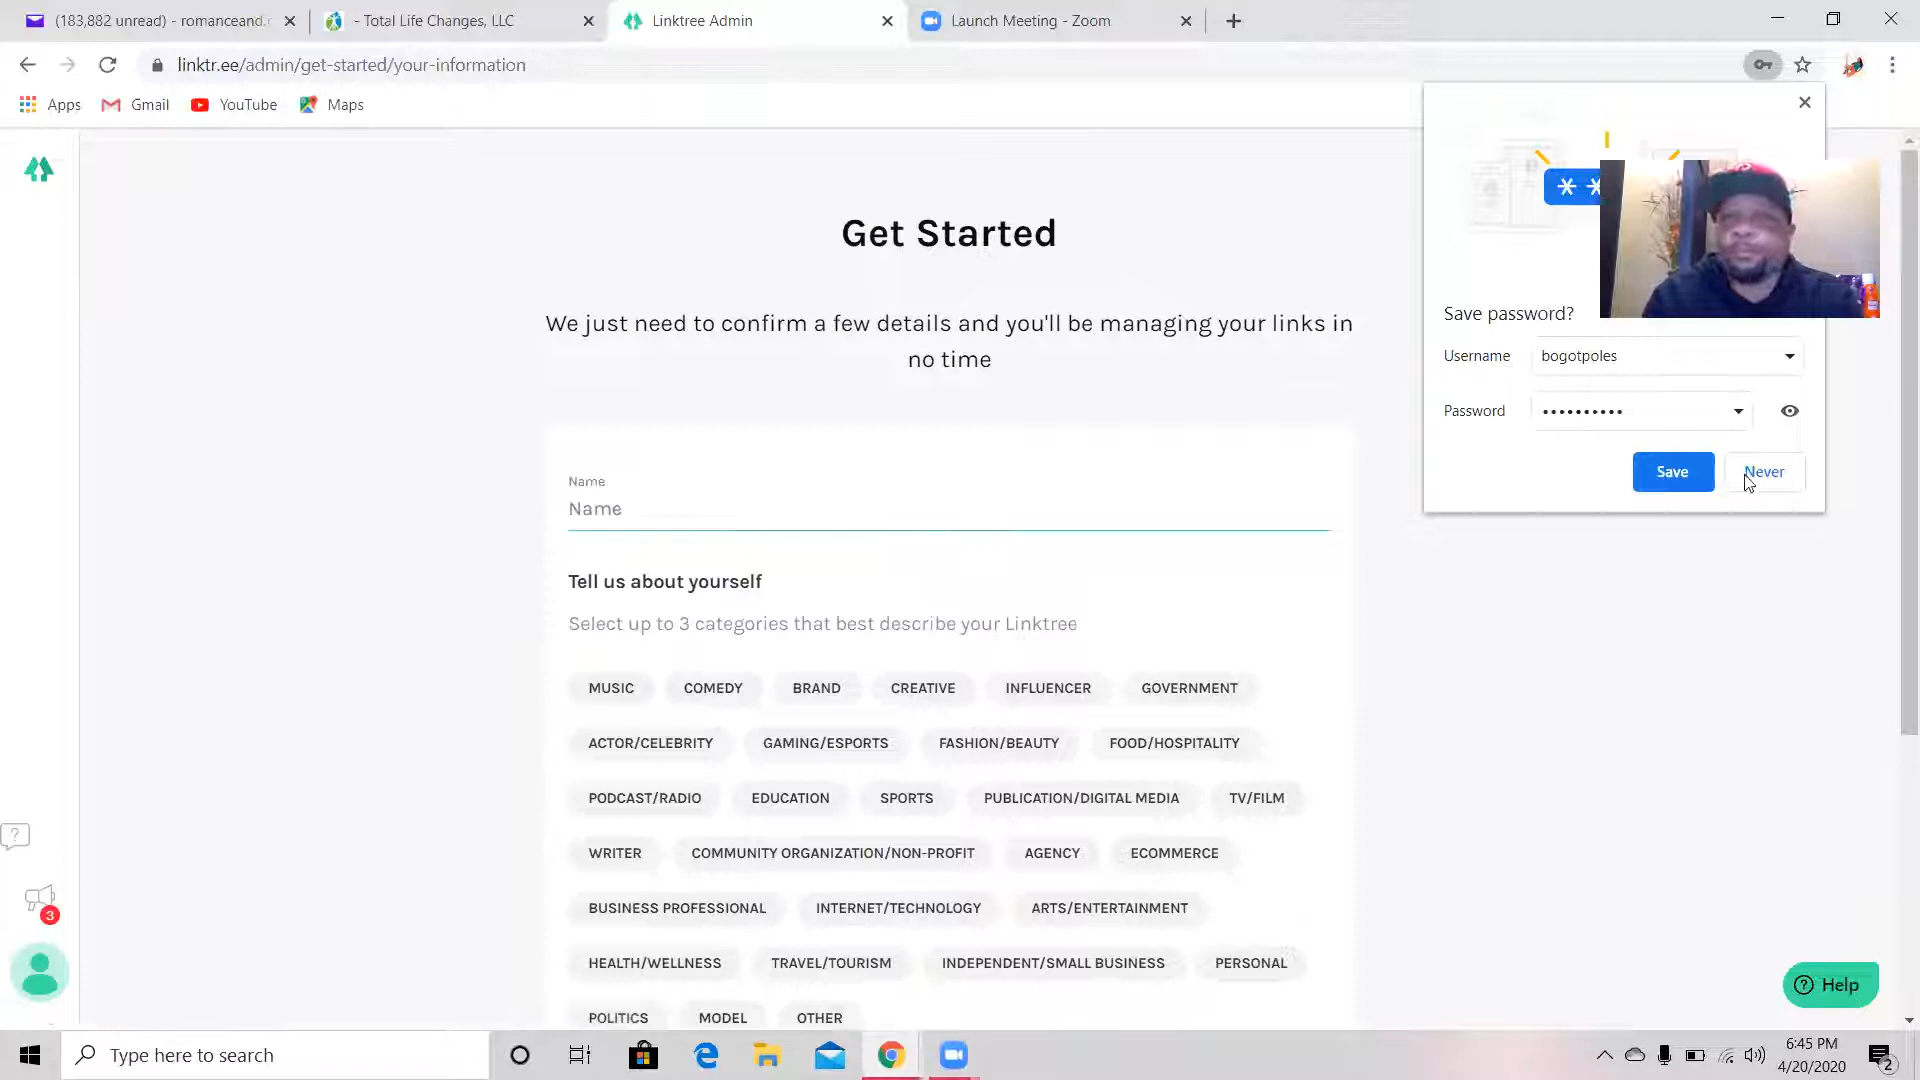 (183,882 unread) - romanceand.
- Total Life Changes, LLC
Linktree Admin
Launch Meeting - Zoom
linktr.ee/admin/get-started/your-information
Apps
Gmail
YouTube
Maps
Get Started
We just need to confirm a few details and you'll be managing your links in
no time
Save password?
Username
bogotpoles
Password
••••••••••
Save
Never
Name
Name
Tell us about yourself
Select up to 3 categories that best describe your Linktree
MUSIC
COMEDY
BRAND
CREATIVE
INFLUENCER
GOVERNMENT
ACTOR/CELEBRITY
GAMING/ESPORTS
FASHION/BEAUTY
FOOD/HOSPITALITY
PODCAST/RADIO
EDUCATION
SPORTS
PUBLICATION/DIGITAL MEDIA
TV/FILM
WRITER
COMMUNITY ORGANIZATION/NON-PROFIT
AGENCY
ECOMMERCE
BUSINESS PROFESSIONAL
INTERNET/TECHNOLOGY
ARTS/ENTERTAINMENT
HEALTH/WELLNESS
TRAVEL/TOURISM
INDEPENDENT/SMALL BUSINESS
PERSONAL
POLITICS
MODEL
OTHER
3
Help
Type here to search
6:45 PM
4/20/2020
2